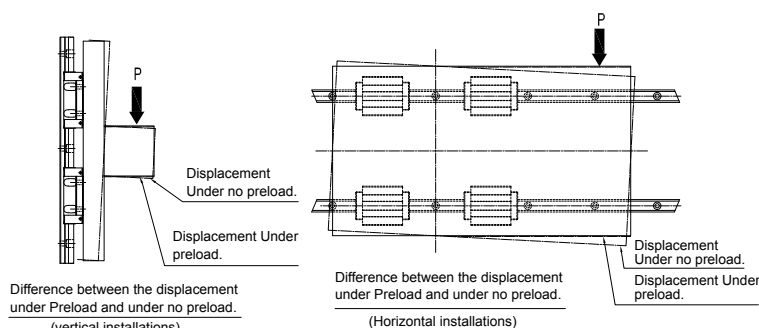 P
Displacement
Under no preload.
Displacement Under
preload.
Difference between the displacement
under Preload and under no preload.
(vertical installations)
P
Displacement
Under no preload.
Displacement Under
preload.
Difference between the displacement
under Preload and under no preload.
(Horizontal installations)